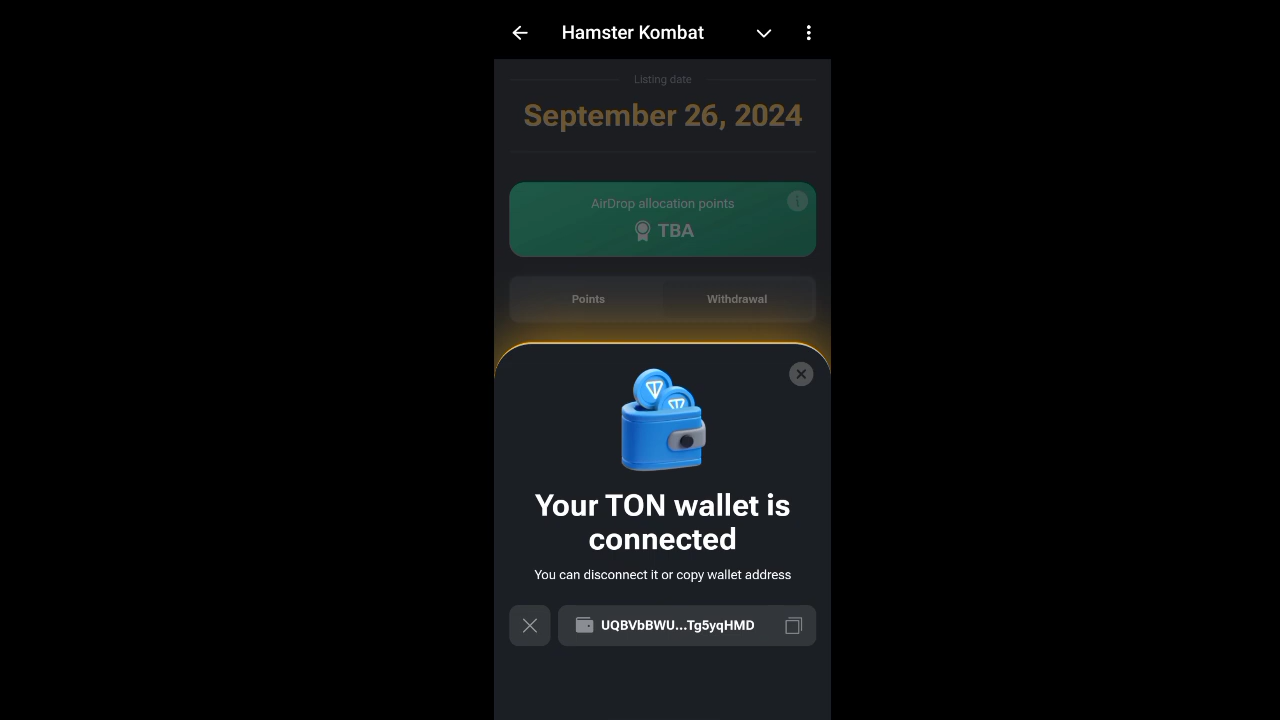 Hamster Kombat
Listing date
September 26, 2024
AirDrop allocation points
TBA
Points
Withdrawal
Your TON wallet is
connected
You can disconnect it or copy wallet address
UQBVbBWU...Tg5yqHMD